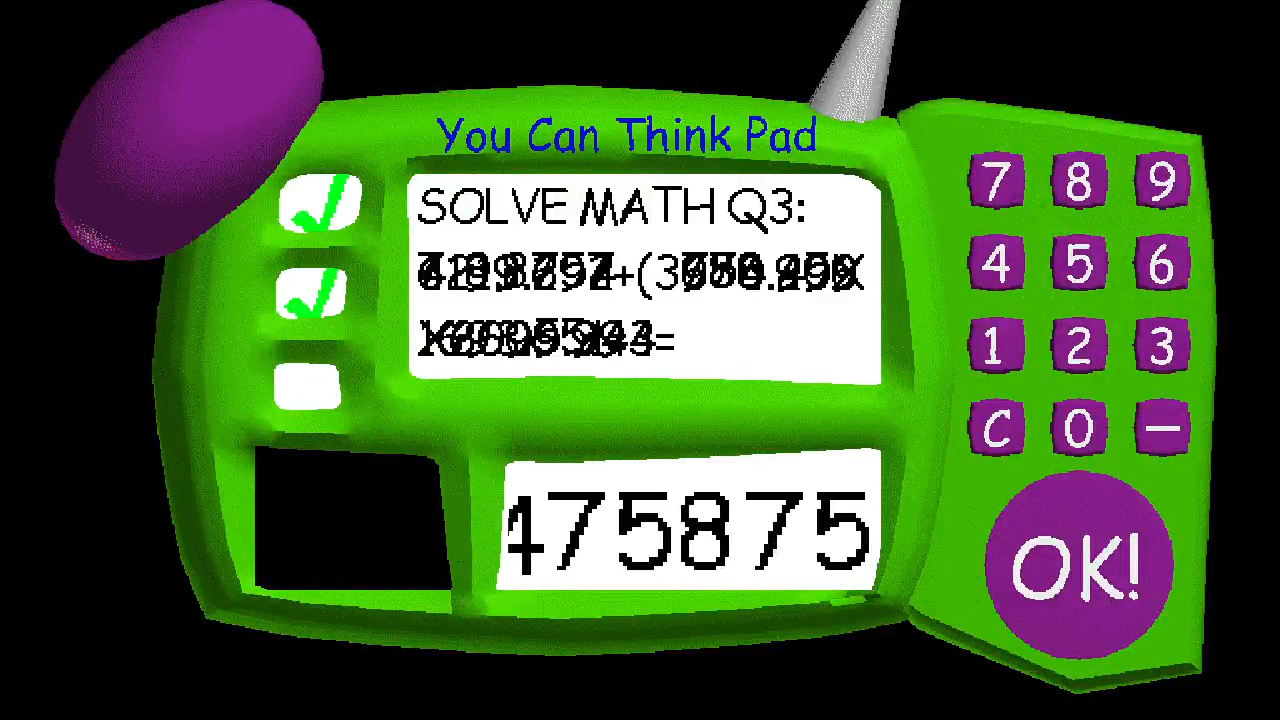 You Can Think Pad
SOLVE MATH Q3:
475875
7 8 9
4 5 6
1 2 3
C 0 −
OK!